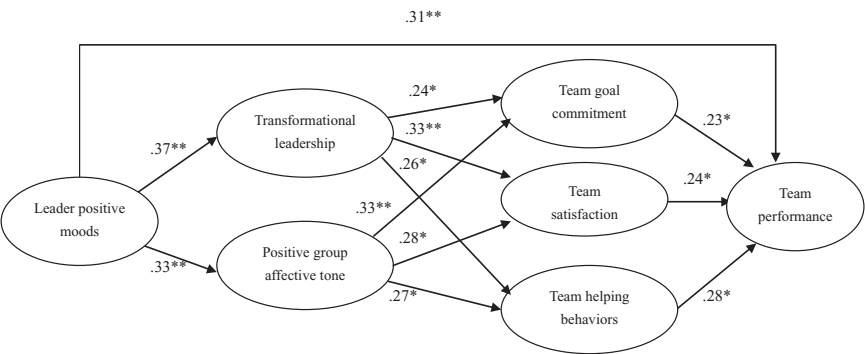 .31**
.24*
Team goal
commitment
Transformational
leadership
.33**
.23*
.37**
.26*
Team
satisfaction
.24*
Team
performance
Leader positive
moods
.33**
Positive group
affective tone
.28*
.33**
.27*
Team helping
behaviors
.28*